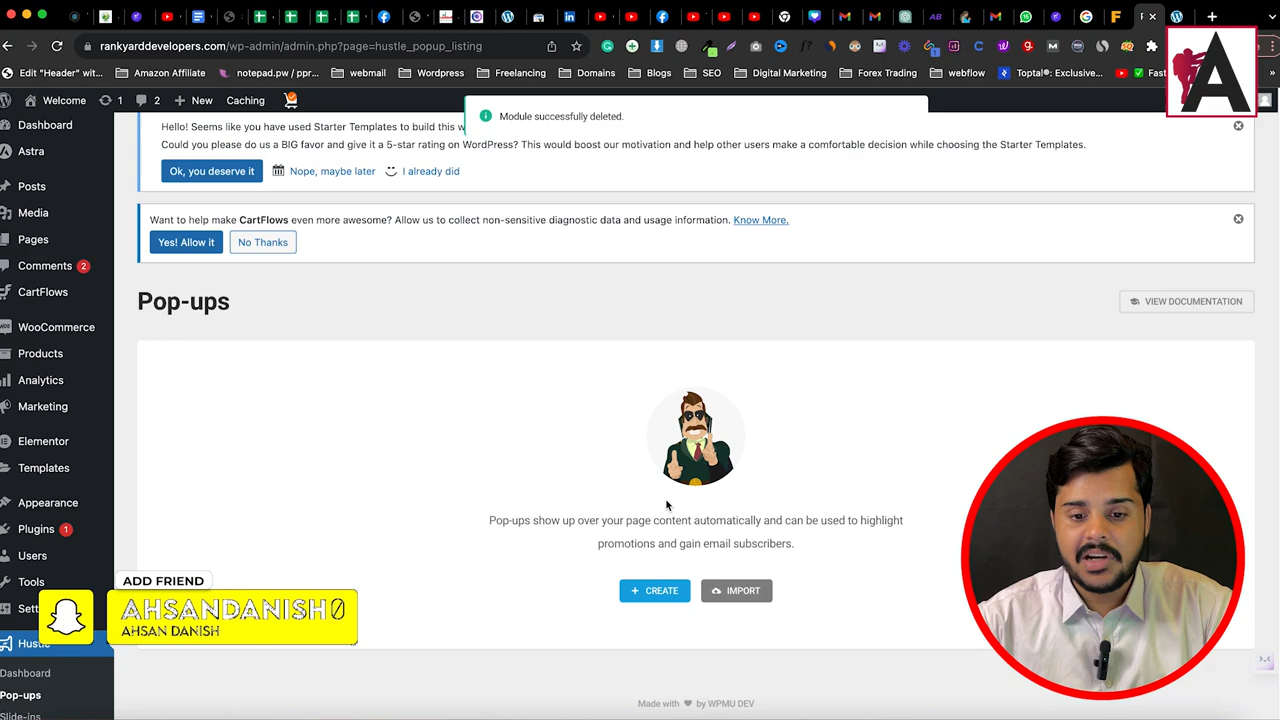 rankyarddevelopers.com/wp-admin/admin.php?page=hustle_popup_listing
Edit "Header" wit...
Amazon Affiliate
notepad.pw / ppr...
webmail
Wordpress
Freelancing
Domains
Blogs
SEO
Digital Marketing
Forex Trading
webflow
Toptal®: Exclusive...
A
Welcome
1
2
New
Caching
Module successfully deleted.
Dashboard
Astra
Posts
Media
Pages
Comments 2
CartFlows
WooCommerce
Products
Analytics
Marketing
Elementor
Templates
Appearance
Plugins 1
Users
Tools
Dashboard
Pop-ups
Slide-ins
Hello! Seems like you have used Starter Templates to build this w
Could you please do us a BIG favor and give it a 5-star rating on WordPress? This would boost our motivation and help other users make a comfortable decision while choosing the Starter Templates.
Ok, you deserve it
Nope, maybe later
I already did
Want to help make CartFlows even more awesome? Allow us to collect non-sensitive diagnostic data and usage information. Know More.
Yes! Allow it
No Thanks
Pop-ups
VIEW DOCUMENTATION
Pop-ups show up over your page content automatically and can be used to highlight
promotions and gain email subscribers.
+ CREATE
IMPORT
Made with ♥ by WPMU DEV
ADD FRIEND
AHSANDANISH0
AHSAN DANISH